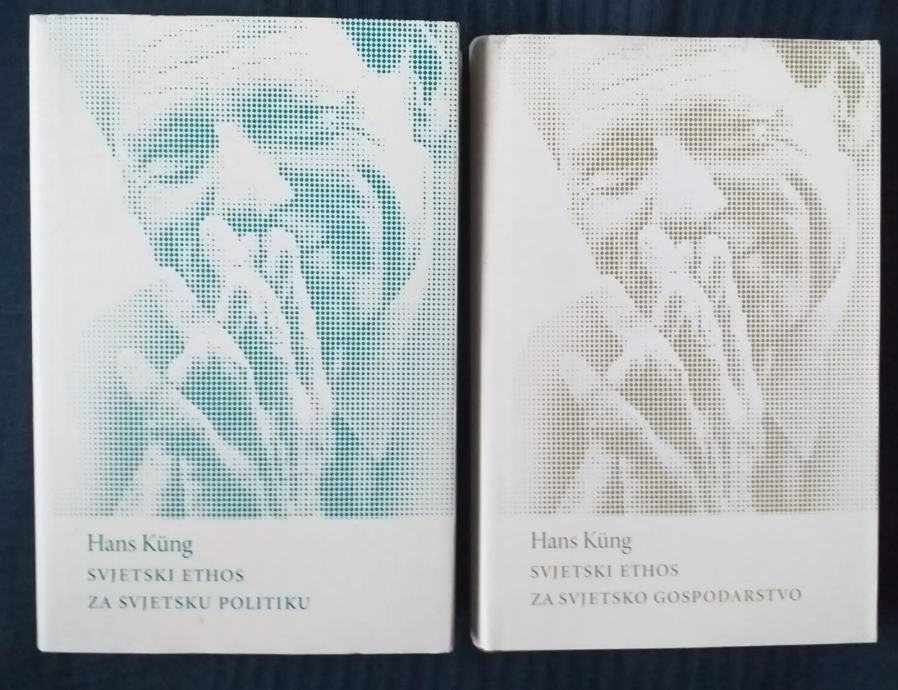 Hans Küng
SVJETSKI ETHOS
ZA SVJETSKU POLITIKU
Hans Küng
SVJETSKI ETHOS
ZA SVJETSKO GOSPODARSTVO